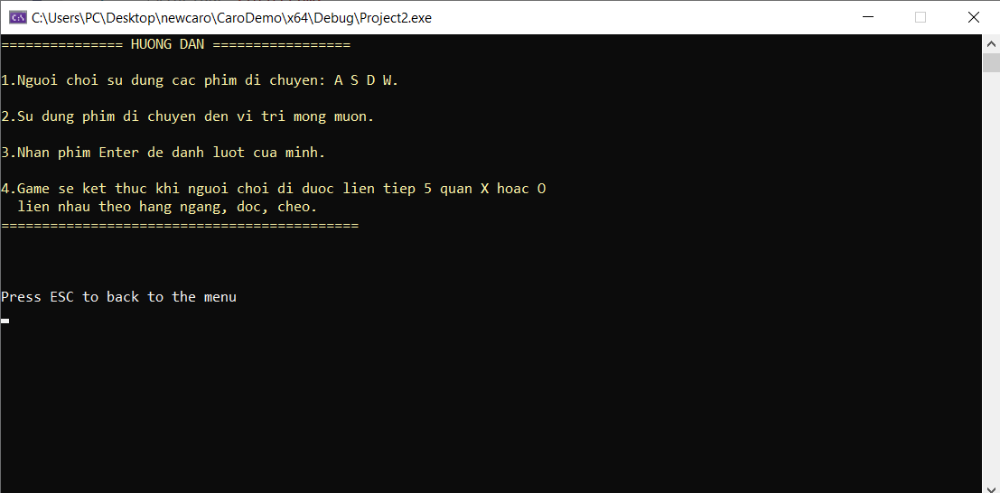 C:\Users\PC\Desktop\newcaro\CaroDemo\x64\Debug\Project2.exe
=============== HUONG DAN =================
1.Nguoi choi su dung cac phim di chuyen: A S D W.
2.Su dung phim di chuyen den vi tri mong muon.
3.Nhan phim Enter de danh luot cua minh.
4.Game se ket thuc khi nguoi choi di duoc lien tiep 5 quan X hoac O
lien nhau theo hang ngang, doc, cheo.
============================================
Press ESC to back to the menu